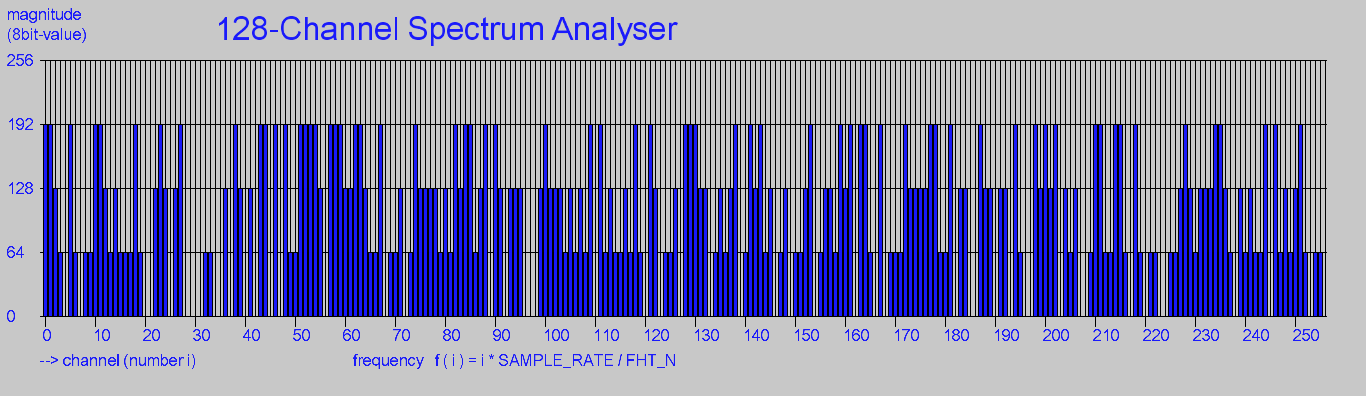 magnitude
(8bit-value)
128-Channel Spectrum Analyser
256
192
128
64
0
0 10 20 30 40 50 60 70 80 90 100 110 120 130 140 150 160 170 180 190 200 210 220 230 240 250
--> channel (number i) frequency f ( i ) = i * SAMPLE_RATE / FHT_N